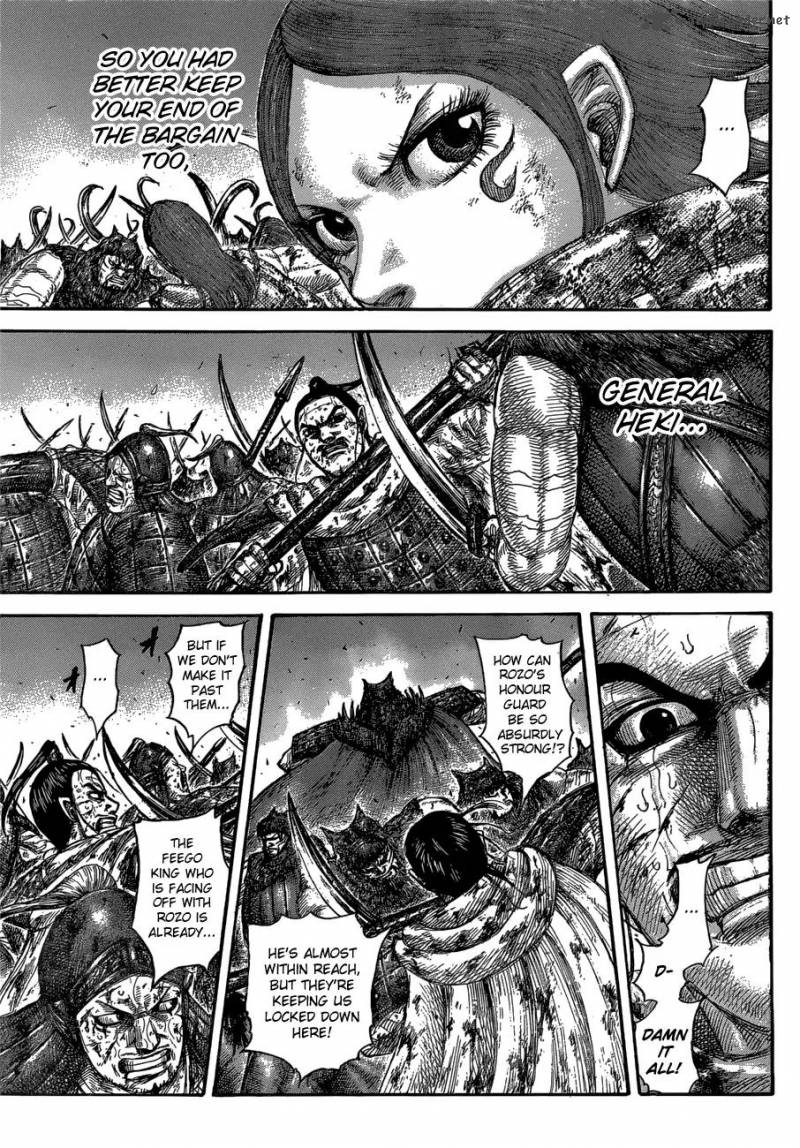 ...
SO YOU HAD
BETTER KEEP
YOUR END OF
THE BARGAIN
TOO,
GENERAL
HEKI...
...
D-
DAMN
IT
ALL!
HOW CAN
ROZO'S
HONOUR
GUARD
BE SO
ABSURDLY
STRONG!?
HE'S ALMOST
WITHIN REACH,
BUT THEY'RE
KEEPING US
LOCKED DOWN
HERE!
BUT IF
WE DON'T
MAKE IT
PAST
THEM...
...
THE
FEEGO
KING WHO
IS FACING
OFF WITH
ROZO IS
ALREADY...